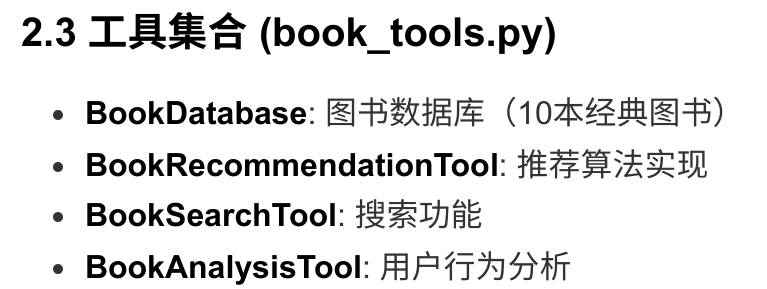 2.3 工具集合 (book_tools.py)
• BookDatabase: 图书数据库（10本经典图书）
• BookRecommendationTool: 推荐算法实现
• BookSearchTool: 搜索功能
• BookAnalysisTool: 用户行为分析